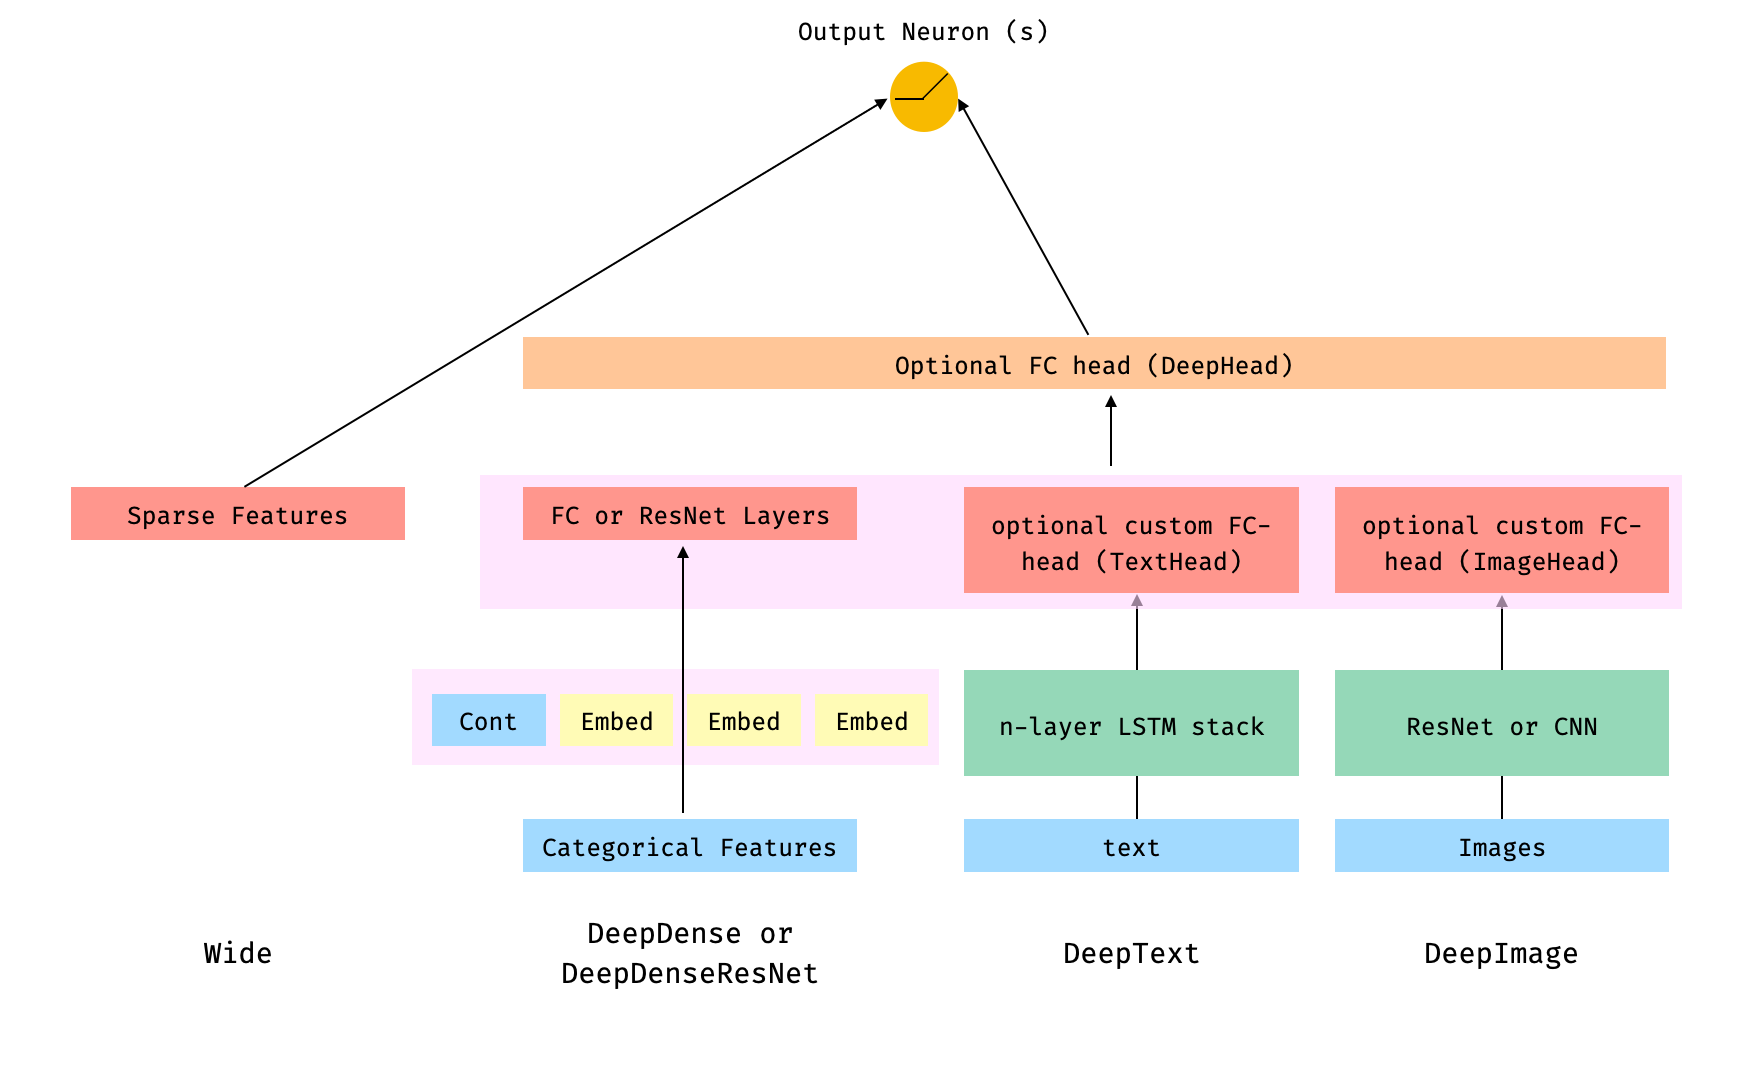 Output Neuron (s)
Optional FC head (DeepHead)
Sparse Features
FC or ResNet Layers
optional custom FC-
head (TextHead)
optional custom FC-
head (ImageHead)
Cont
Embed
Embed
Embed
n-layer LSTM stack
ResNet or CNN
Categorical Features
text
Images
Wide
DeepDense or
DeepDenseResNet
DeepText
DeepImage